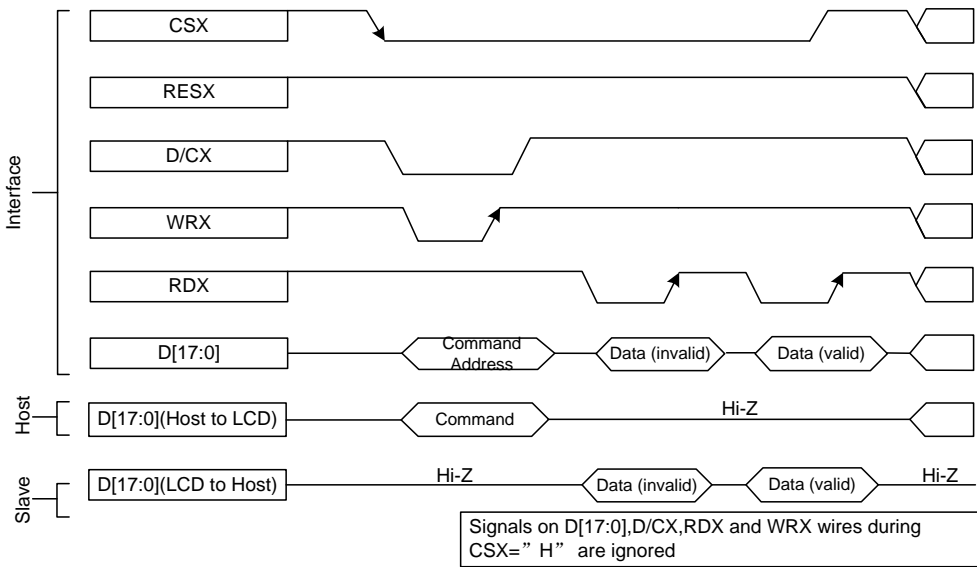 CSX
RESX
D/CX
WRX
RDX
D[17:0]
Command
Address
Data (invalid)
Data (valid)
Interface
Host
D[17:0](Host to LCD)
Command
Hi-Z
Slave
D[17:0](LCD to Host)
Hi-Z
Data (invalid)
Data (valid)
Hi-Z
Signals on D[17:0],D/CX,RDX and WRX wires during
CSX=” H” are ignored